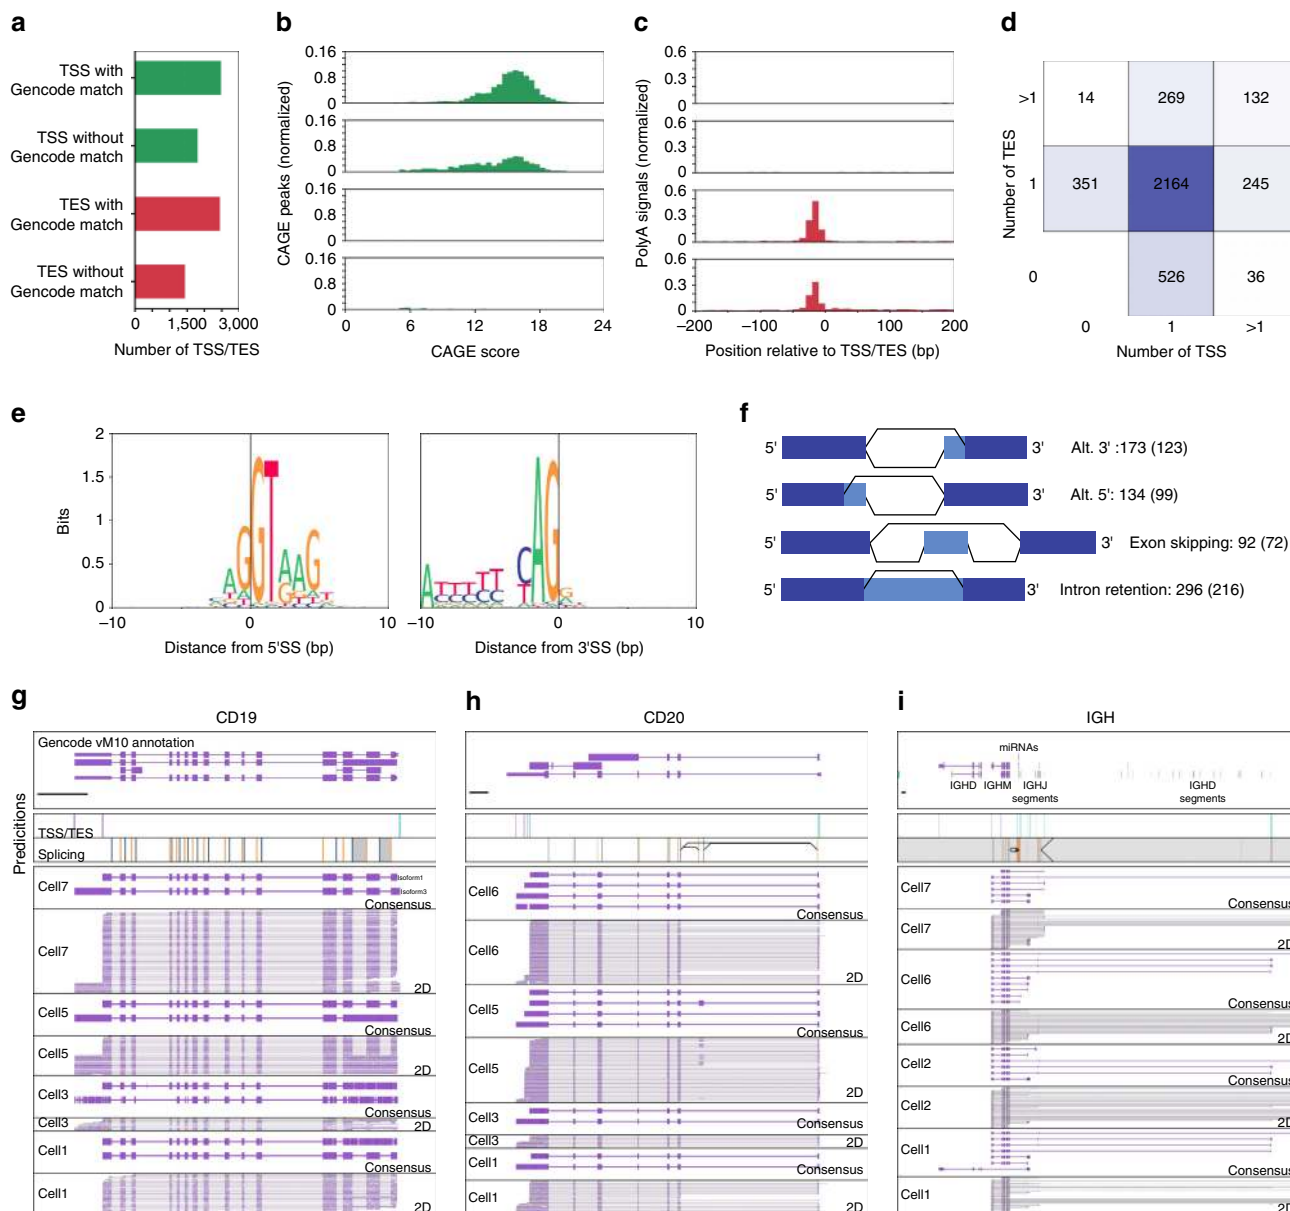 a
TSS with
Gencode match
TSS without
Gencode match
TES with
Gencode match
TES without
Gencode match
0
1,500
3,000
Number of TSS/TES
b
CAGE peaks (normalized)
0.16
0.8
0
0.16
0.8
0
0.16
0.8
0
0.16
0.8
0
0
6
12
18
24
CAGE score
c
PolyA signals (normalized)
0.6
0.3
0
0.6
0.3
0
0.6
0.3
0
0.6
0.3
0
−200
−100
0
100
200
Position relative to TSS/TES (bp)
d
Number of TES
>1
14
269
132
1
351
2164
245
0
526
36
0
1
>1
Number of TSS
e
Bits
2
1.5
1
0.5
0
−10
0
10
Distance from 5'SS (bp)
−10
0
10
Distance from 3'SS (bp)
f
5'
3'
Alt. 3' :173 (123)
5'
3'
Alt. 5': 134 (99)
5'
3'
Exon skipping: 92 (72)
5'
3'
Intron retention: 296 (216)
g
CD19
Gencode vM10 annotation
Predicitions
TSS/TES
Splicing
Cell7
Isoform1
Isoform3
Consensus
Cell7
2D
Cell5
Consensus
Cell5
2D
Cell3
Consensus
Cell3
2D
Cell1
Consensus
Cell1
2D
h
CD20
Cell6
Consensus
Cell6
2D
Cell5
Consensus
Cell5
2D
Cell3
Consensus
Cell3
2D
Cell1
Consensus
Cell1
2D
i
IGH
miRNAs
IGHD
IGHM
IGHJ
segments
IGHD
segments
Cell7
Consensus
Cell7
2D
Cell6
Consensus
Cell6
2D
Cell2
Consensus
Cell2
2D
Cell1
Consensus
Cell1
2D